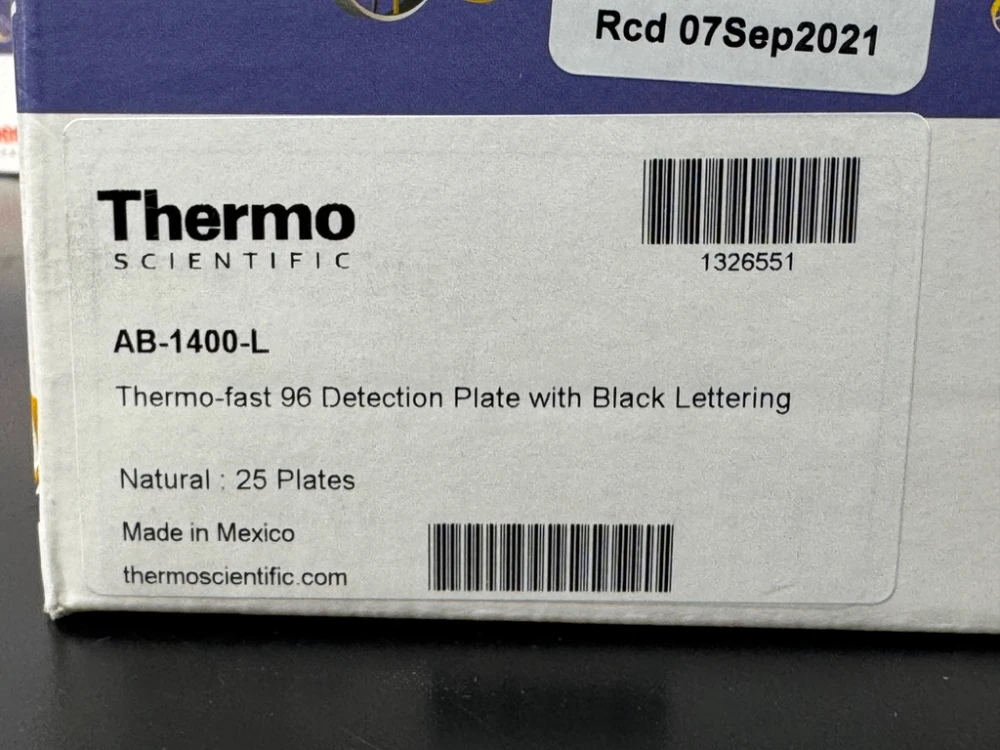 Rcd 07Sep2021
Thermo
SCIENTIFIC
1326551
AB-1400-L
Thermo-fast 96 Detection Plate with Black Lettering
Natural : 25 Plates
Made in Mexico
thermoscientific.com